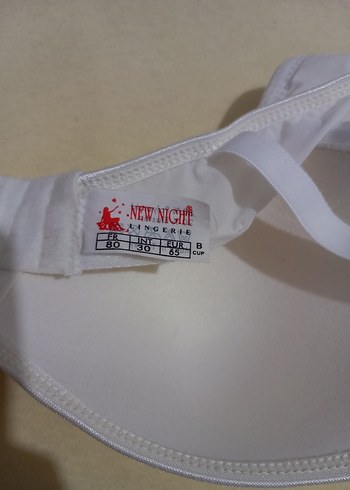 NEW NIGHT®
LINGERIE
FR INT EUR B
80 30 65 CUP